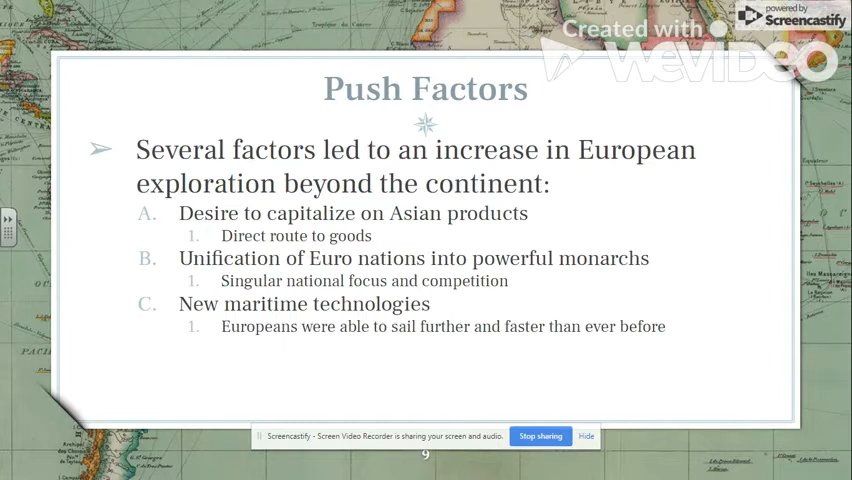 powered by
Screencastify
Created with
WEVIDEO
Push Factors
➢ Several factors led to an increase in European
exploration beyond the continent:
A. Desire to capitalize on Asian products
1. Direct route to goods
B. Unification of Euro nations into powerful monarchs
1. Singular national focus and competition
C. New maritime technologies
1. Europeans were able to sail further and faster than ever before
Screencastify - Screen Video Recorder is sharing your screen and audio.
Stop sharing
Hide
9